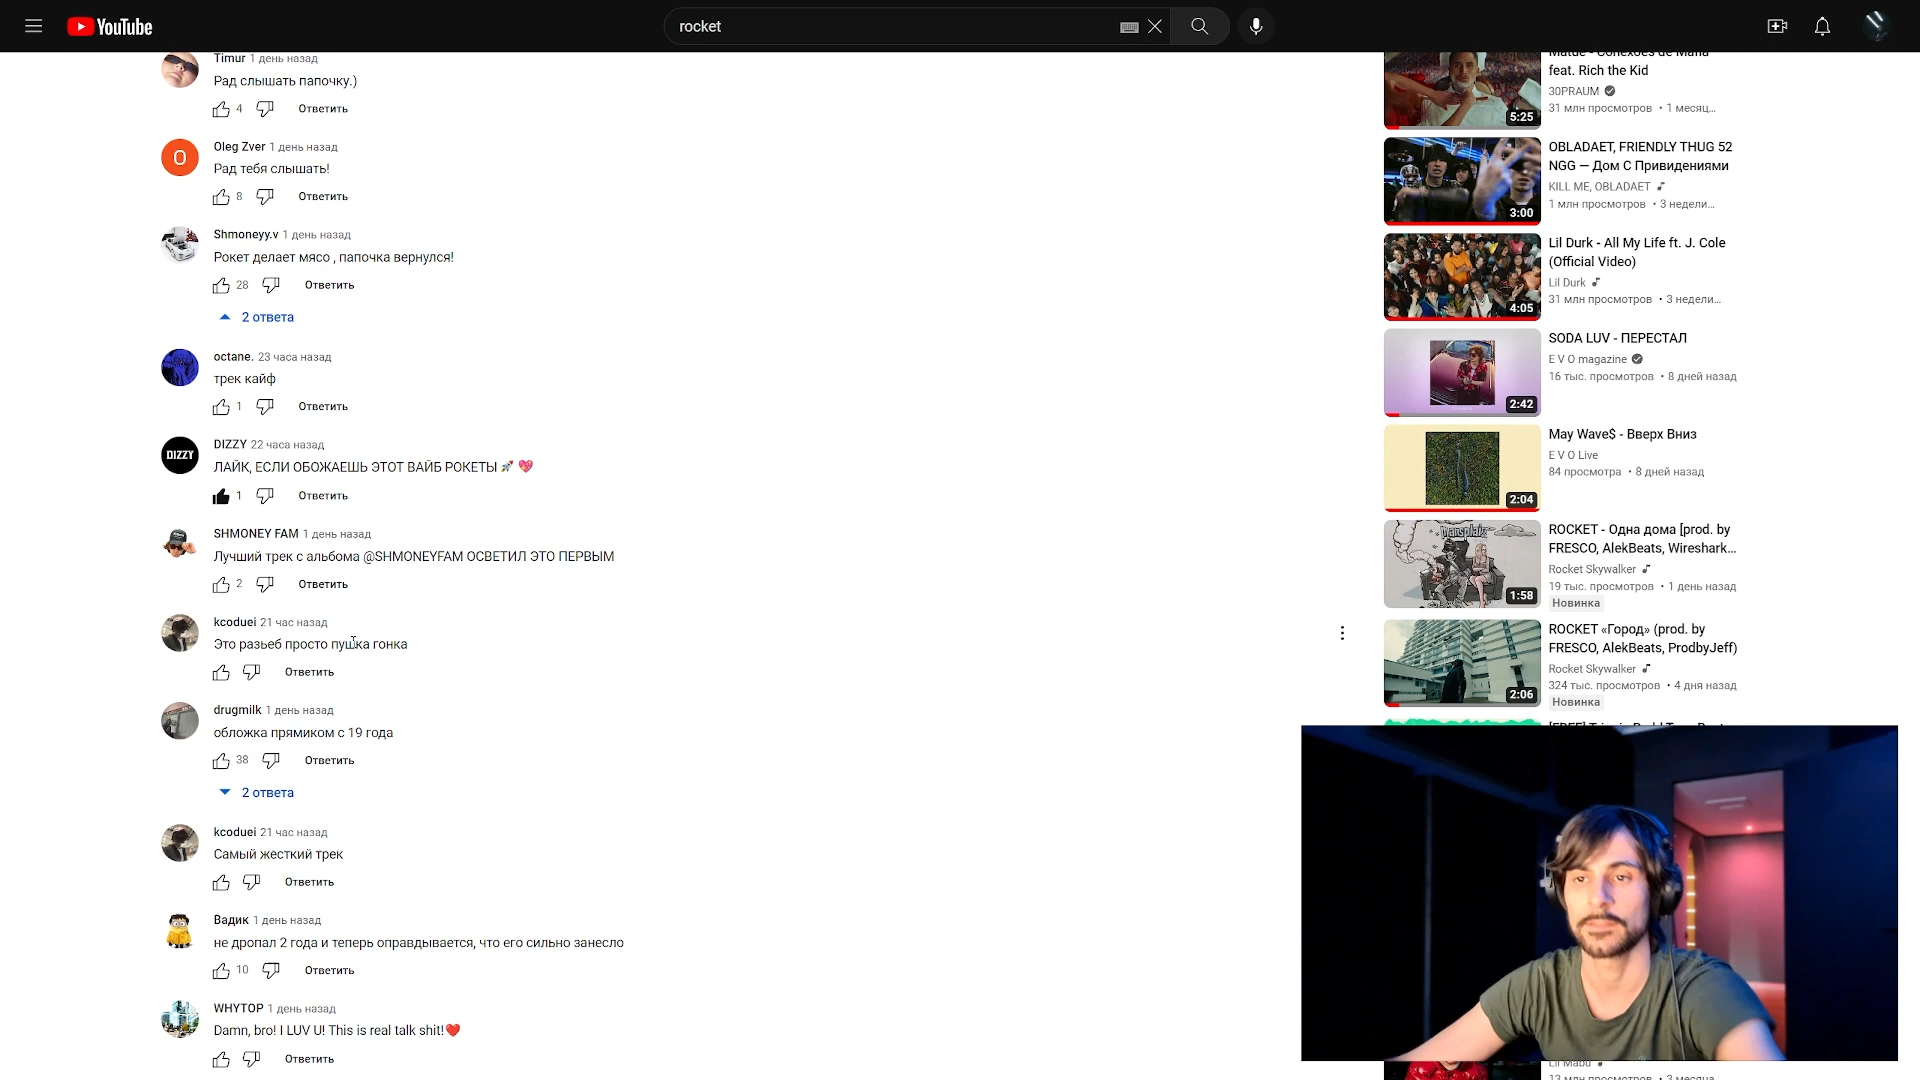 YouTube
rocket
Timur 1 день назад
Рад слышать папочку.)
4 Ответить
O
Oleg Zver 1 день назад
Рад тебя слышать!
8 Ответить
Shmoneyy.v 1 день назад
Рокет делает мясо , папочка вернулся!
28 Ответить
2 ответа
octane. 23 часа назад
трек кайф
1 Ответить
DIZZY
DIZZY 22 часа назад
ЛАЙК, ЕСЛИ ОБОЖАЕШЬ ЭТОТ ВАЙБ РОКЕТЫ 🚀 💖
1 Ответить
SHMONEY FAM 1 день назад
Лучший трек с альбома @SHMONEYFAM ОСВЕТИЛ ЭТО ПЕРВЫМ
2 Ответить
kcoduei 21 час назад
Это разьеб просто пушка гонка
Ответить
drugmilk 1 день назад
обложка прямиком с 19 года
38 Ответить
2 ответа
kcoduei 21 час назад
Самый жесткий трек
Ответить
Вадик 1 день назад
не дропал 2 года и теперь оправдывается, что его сильно занесло
10 Ответить
WHYTOP 1 день назад
Damn, bro! I LUV U! This is real talk shit!❤️
Ответить
feat. Rich the Kid
30PRAUM
31 млн просмотров • 1 месяц...
5:25
OBLADAET, FRIENDLY THUG 52
NGG — Дом С Привидениями
KILL ME, OBLADAET
1 млн просмотров • 3 недели...
3:00
Lil Durk - All My Life ft. J. Cole
(Official Video)
Lil Durk
31 млн просмотров • 3 недели...
4:05
SODA LUV - ПЕРЕСТАЛ
E V O magazine
16 тыс. просмотров • 8 дней назад
2:42
May Wave$ - Вверх Вниз
E V O Live
84 просмотра • 8 дней назад
2:04
ROCKET - Одна дома [prod. by
FRESCO, AlekBeats, Wireshark...
Rocket Skywalker
19 тыс. просмотров • 1 день назад
Новинка
1:58
ROCKET «Город» (prod. by
FRESCO, AlekBeats, ProdbyJeff)
Rocket Skywalker
324 тыс. просмотров • 4 дня назад
Новинка
2:06